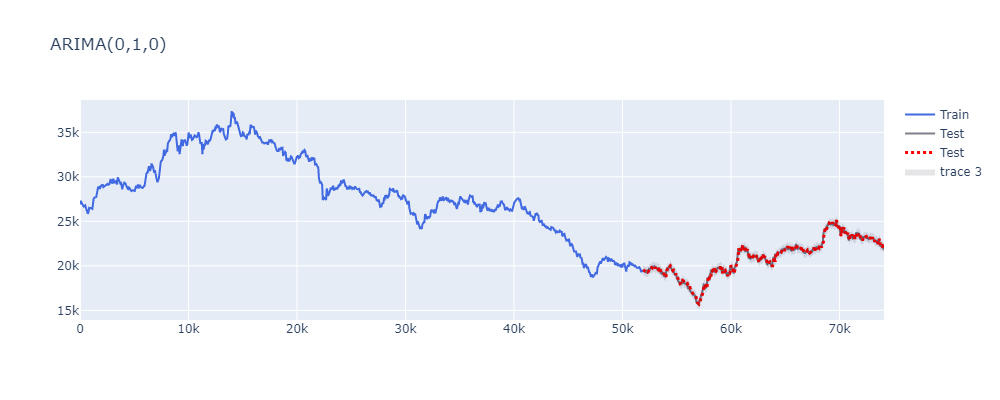 ARIMA(0,1,0)
35k
30k
25k
20k
15k
0
10k
20k
30k
40k
50k
60k
70k
Train
Test
Test
trace 3